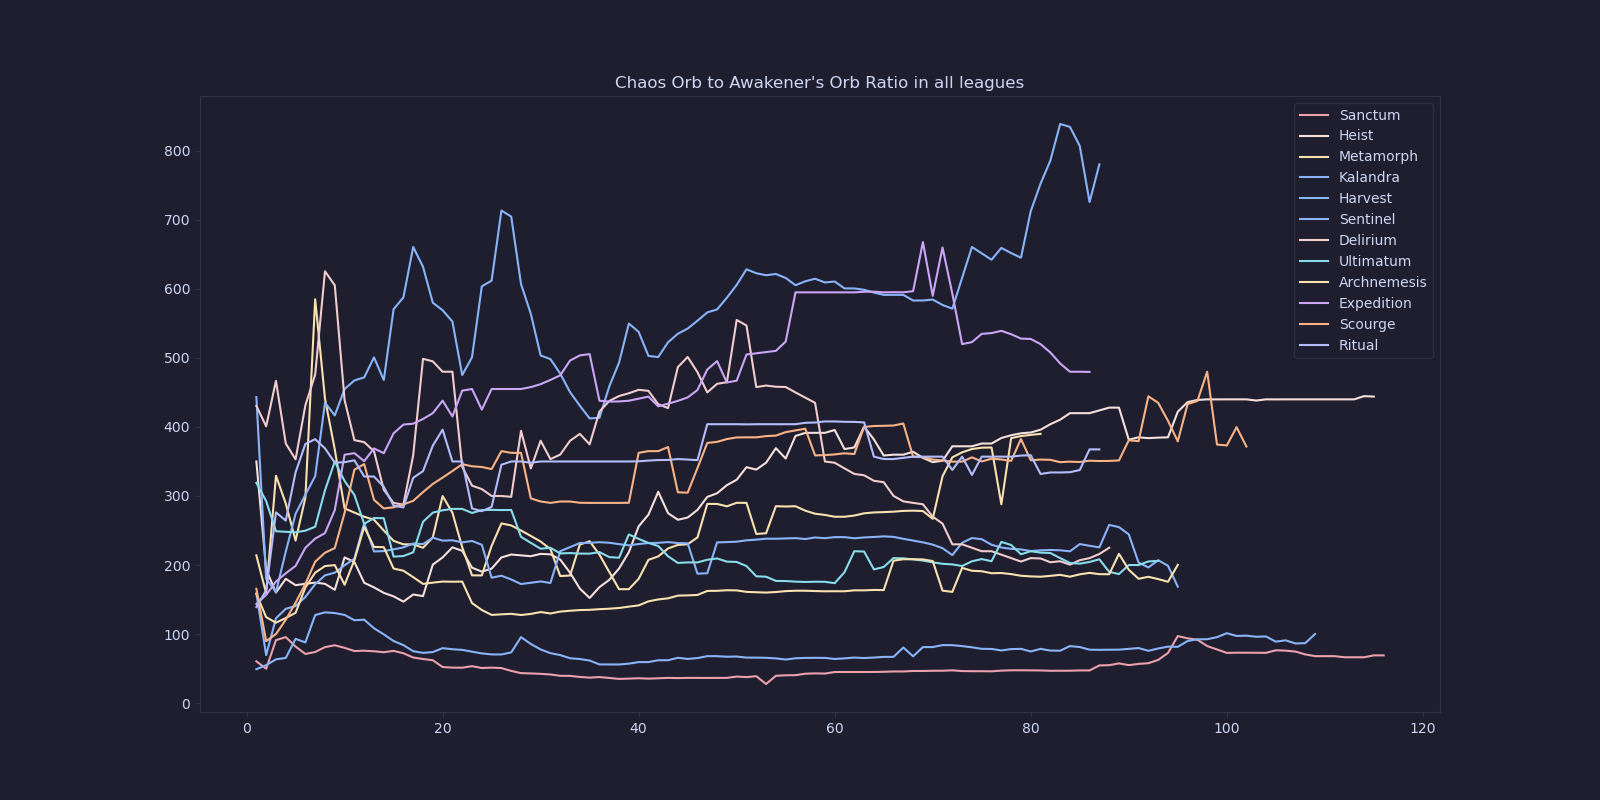 Chaos Orb to Awakener's Orb Ratio in all leagues
Sanctum
Heist
Metamorph
Kalandra
Harvest
Sentinel
Delirium
Ultimatum
Archnemesis
Expedition
Scourge
Ritual
800
700
600
500
400
300
200
100
0
0 20 40 60 80 100 120